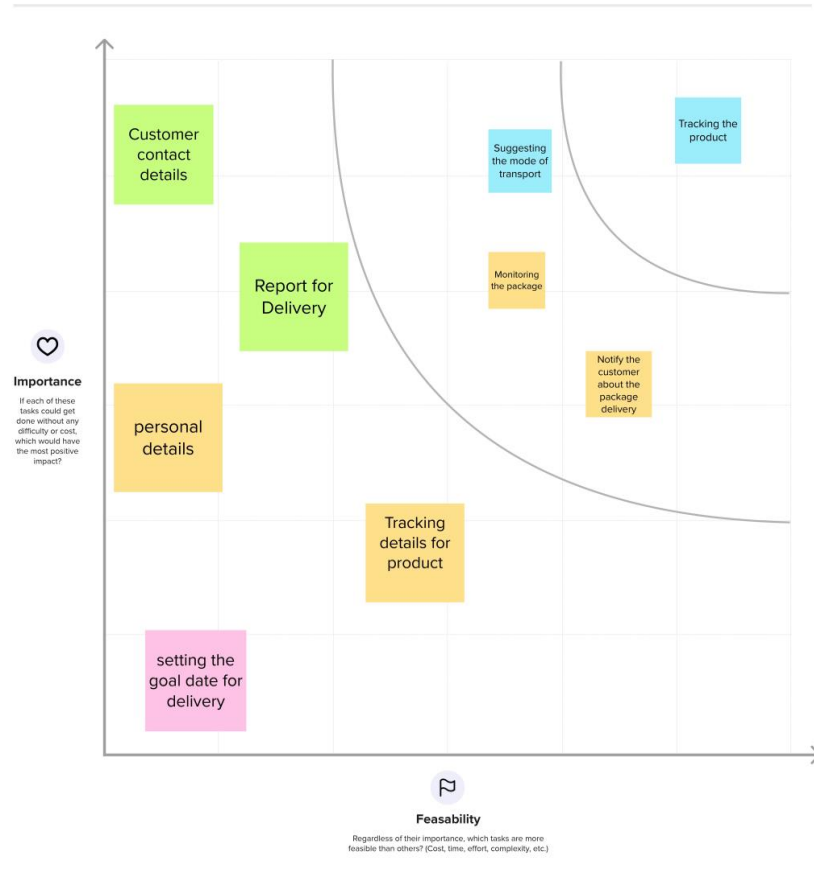 Customer
contact
details
Suggesting
the mode of
transport
Tracking the
product
Report for
Delivery
Monitoring
the package
Importance
If each of these
tasks could get
done without any
difficulty or cost,
which would have
the most positive
impact?
personal
details
Notify the
customer
about the
package
delivery
Tracking
details for
product
setting the
goal date for
delivery
Feasability
Regardless of their importance, which tasks are more
feasible than others? (Cost, time, effort, complexity, etc.)